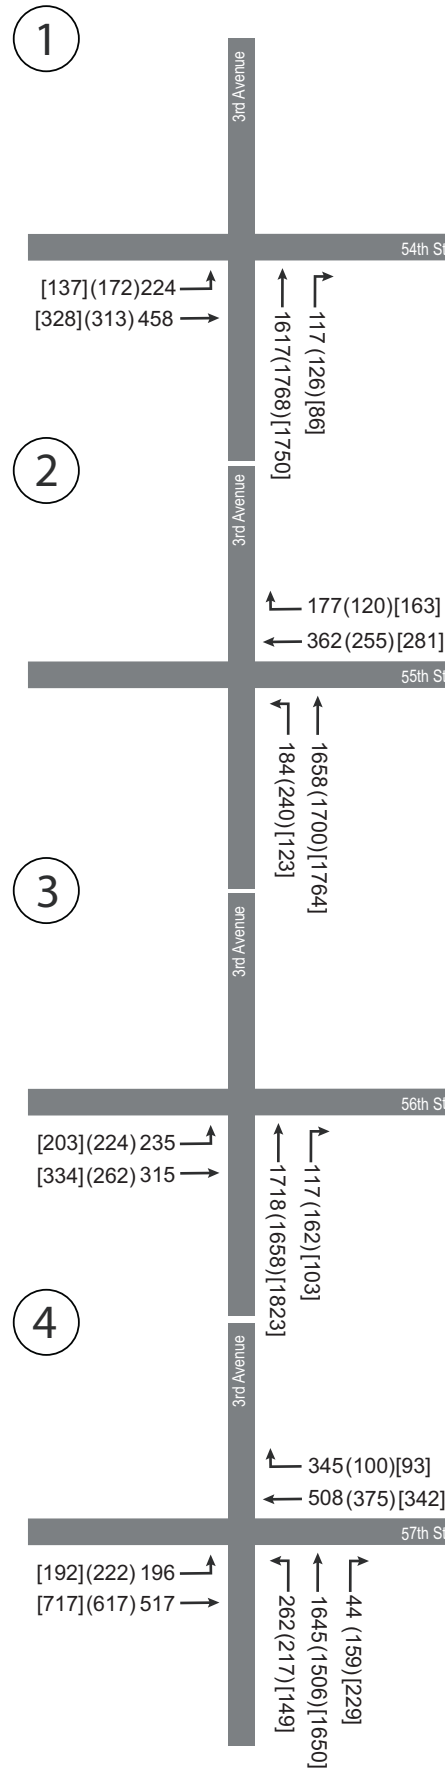 1
3rd Avenue
54th St
[137](172)224
[328](313) 458
1617(1768)[1750]
117 (126)[86]
2
3rd Avenue
177(120)[163]
362 (255)[281]
55th St
184(240)[123]
1658(1700)[1764]
3
3rd Avenue
56th St
[203](224) 235
[334](262) 315
1718(1658)[1823]
117 (162)[103]
4
3rd Avenue
345(100)[93]
508(375)[342]
57th St
[192](222) 196
[717](617) 517
262(217)[149]
1645(1506)[1650]
44 (159)[229]